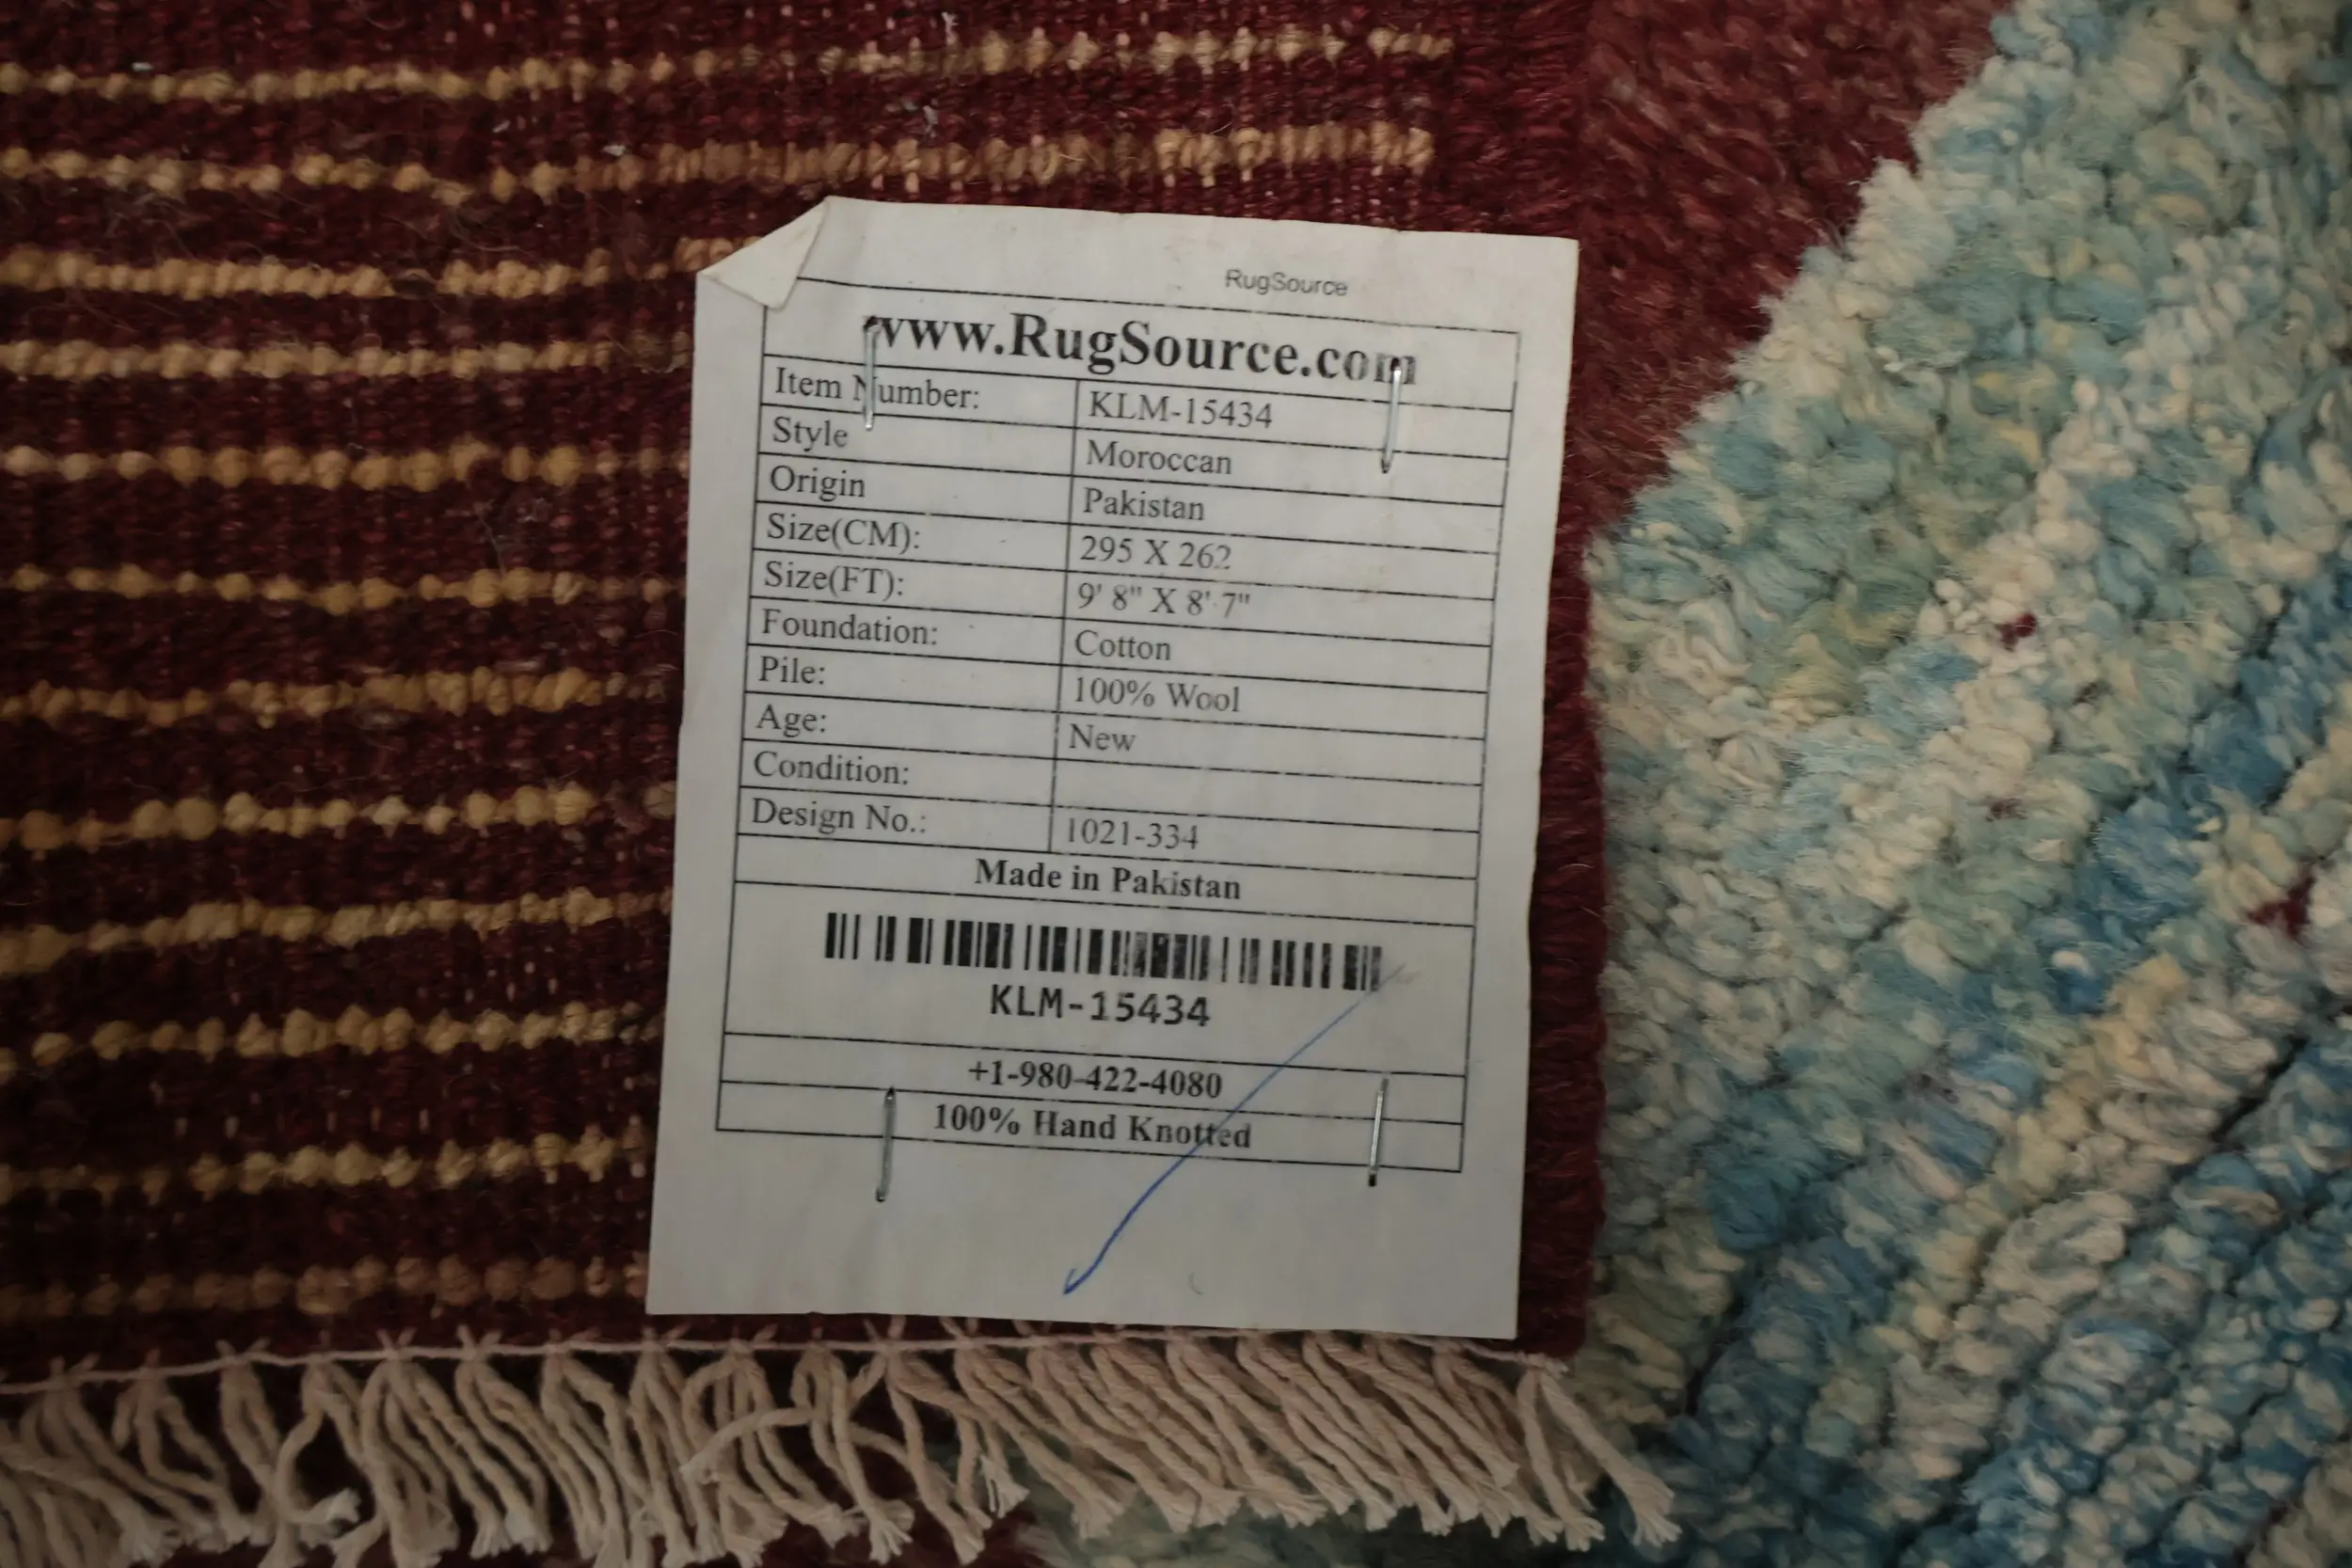 RugSource
www.RugSource.com
Item Number: KLM-15434
Style Moroccan
Origin Pakistan
Size(CM): 295 X 262
Size(FT): 9' 8" X 8' 7"
Foundation: Cotton
Pile: 100% Wool
Age: New
Condition:
Design No.: 1021-334
Made in Pakistan
KLM-15434
+1-980-422-4080
100% Hand Knotted